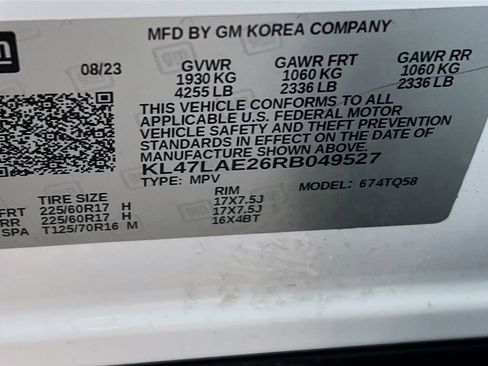 gm
MFD BY GM KOREA COMPANY
08/23 GVWR GAWR FRT GAWR RR
1930 KG 1060 KG 1060 KG
4255 LB 2336 LB 2336 LB
THIS VEHICLE CONFORMS TO ALL
APPLICABLE U.S. FEDERAL MOTOR
VEHICLE SAFETY AND THEFT PREVENTION
STANDARDS IN EFFECT ON THE DATE OF
MANUFACTURE SHOWN ABOVE.
KL47LAE26RB049527
TYPE: MPV MODEL: 674TQ58
TIRE SIZE RIM
FRT 225/60R17 H 17X7.5J
RR 225/60R17 H 17X7.5J
SPA T125/70R16 M 16X4BT